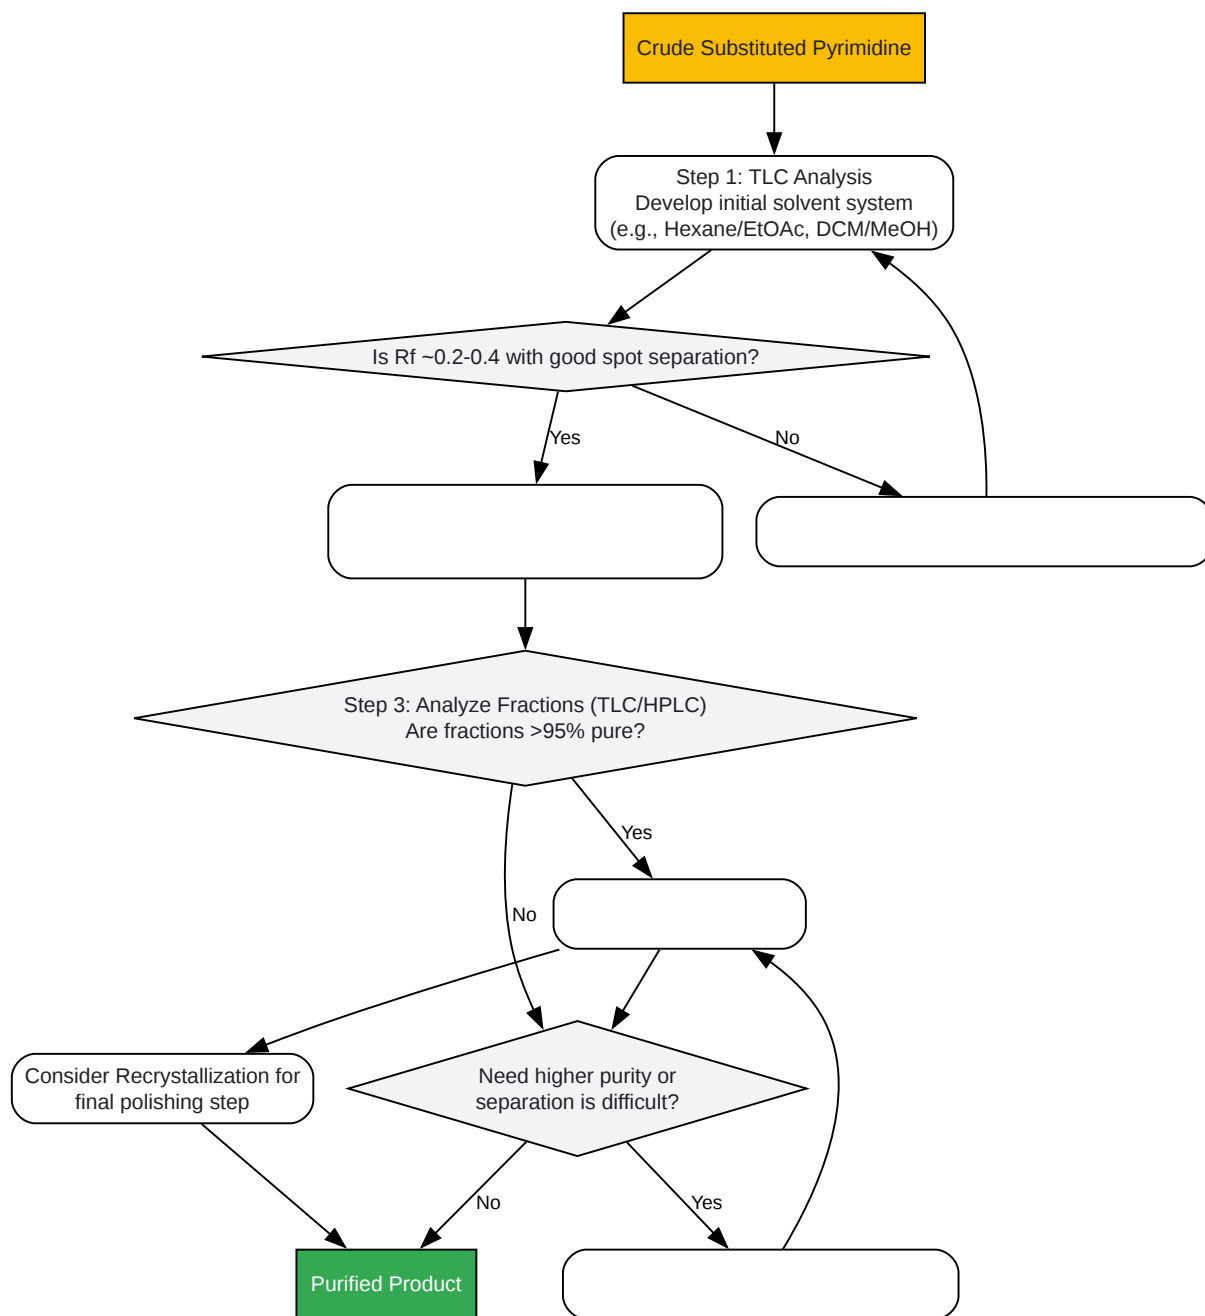 Crude Substituted Pyrimidine
Step 1: TLC Analysis
Develop initial solvent system
(e.g., Hexane/EtOAc, DCM/MeOH)
Is Rf ~0.2-0.4 with good spot separation?
Yes
No
Step 3: Analyze Fractions (TLC/HPLC)
Are fractions >95% pure?
Yes
No
Consider Recrystallization for
final polishing step
Need higher purity or
separation is difficult?
No
Yes
Purified Product